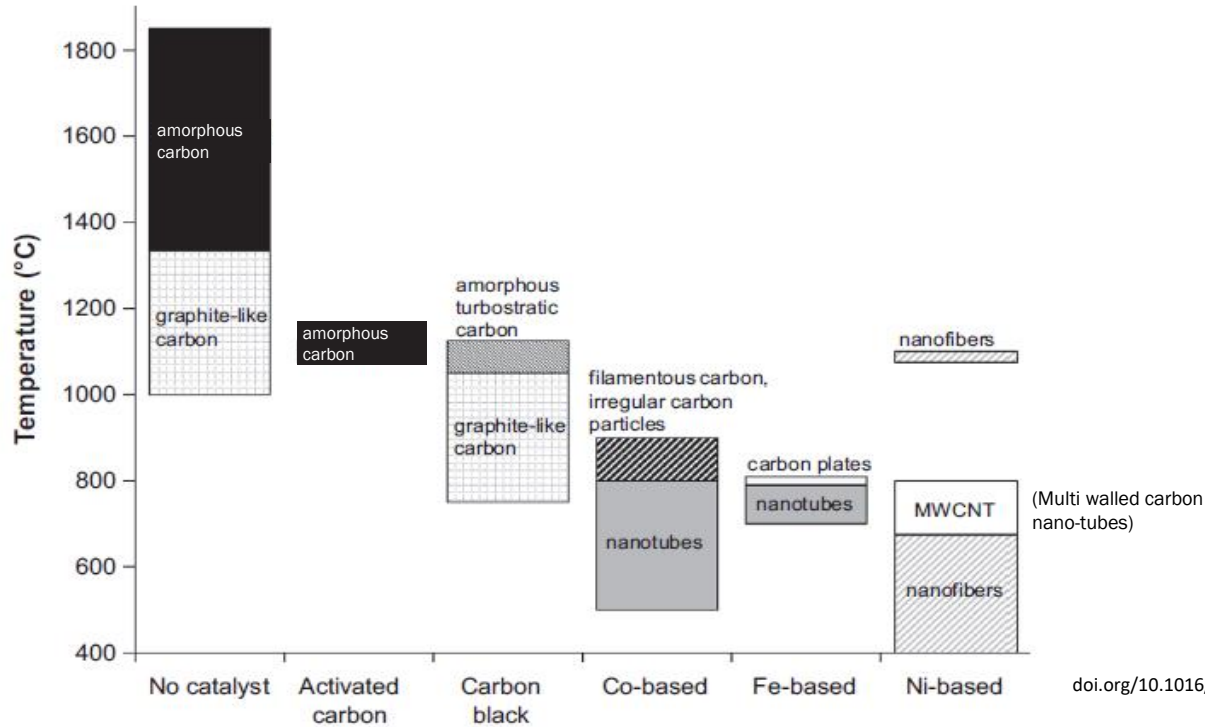 Temperature (°C)
1800
1600
1400
1200
1000
800
600
400
amorphous
carbon
graphite-like
carbon
amorphous
carbon
amorphous
turbostratic
carbon
graphite-like
carbon
filamentous carbon,
irregular carbon
particles
nanotubes
carbon plates
nanotubes
nanofibers
MWCNT
(Multi walled carbon
nano-tubes)
nanofibers
No catalyst
Activated
carbon
Carbon
black
Co-based
Fe-based
Ni-based
doi.org/10.1016/